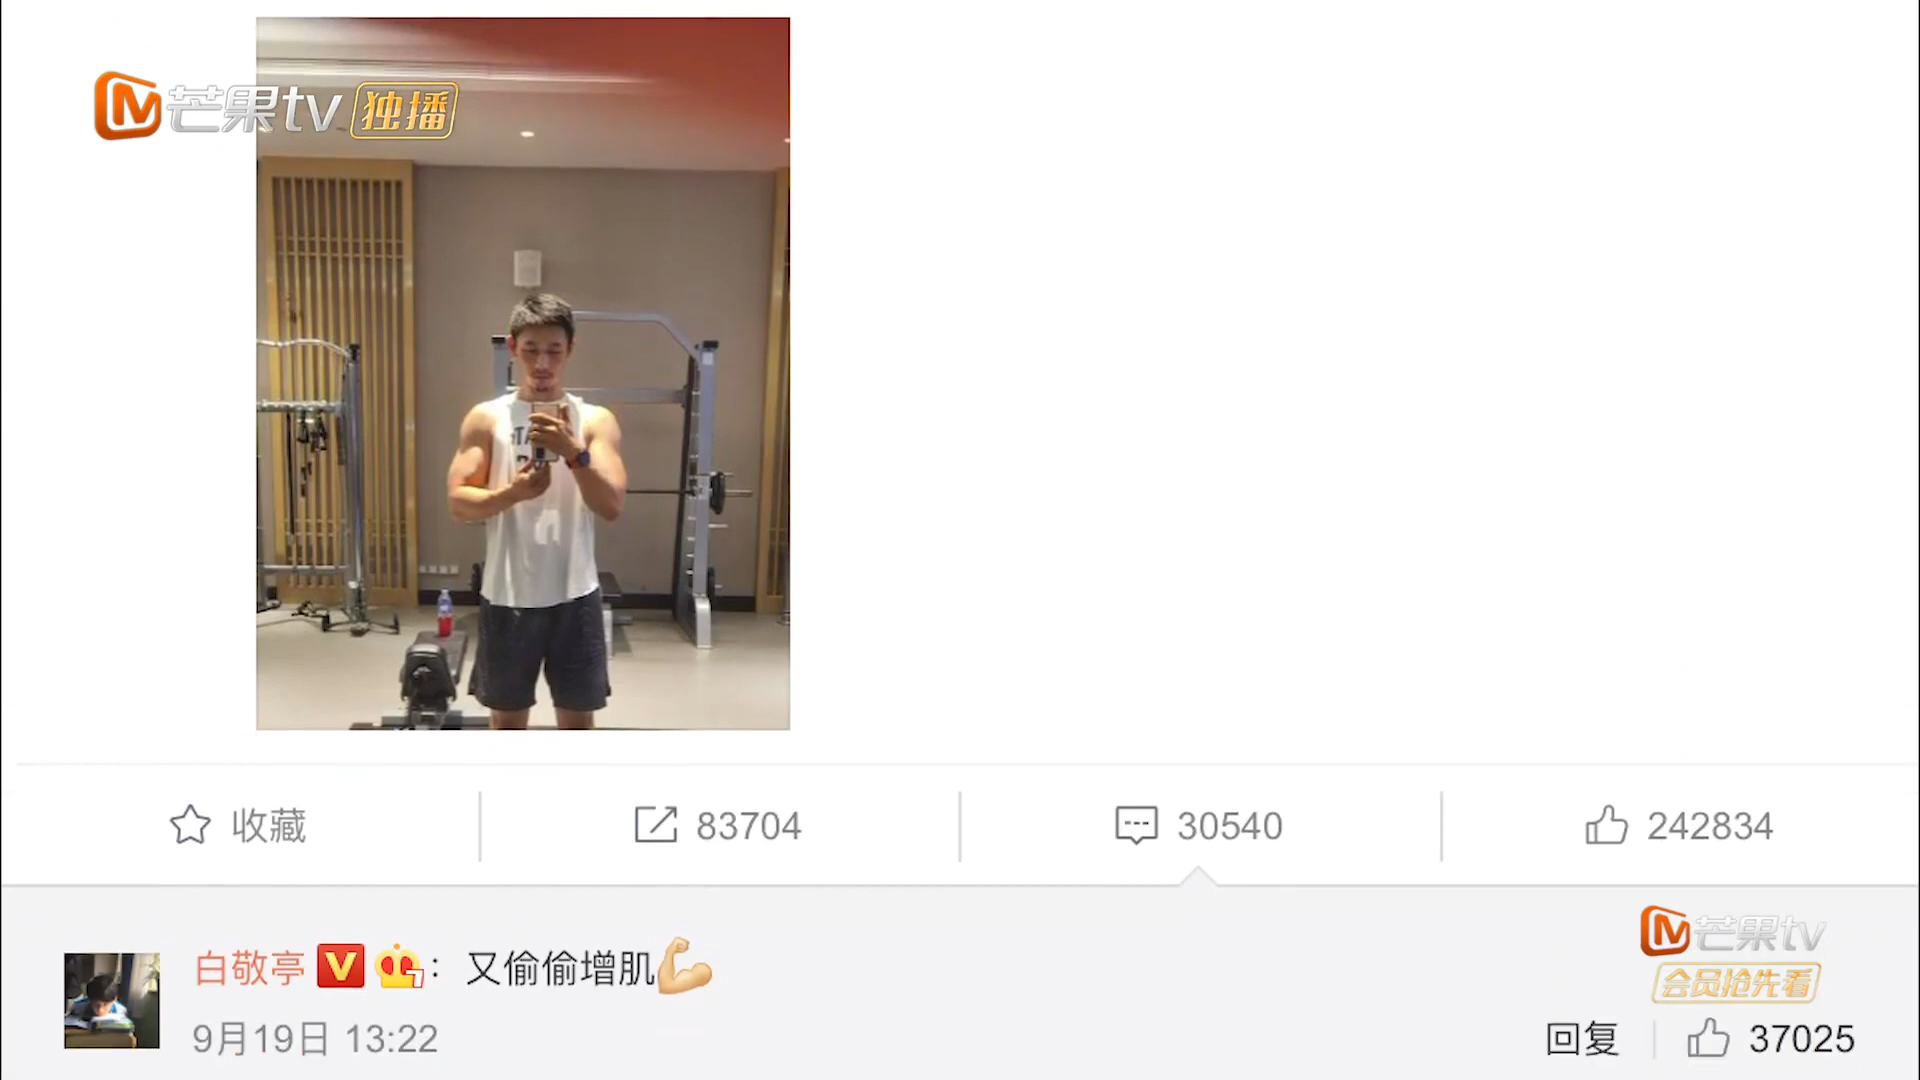 芒果tv 独播
收藏
83704
30540
242834
白敬亭 V 7: 又偷偷增肌💪
9月19日 13:22
回复
37025
芒果tv
会员抢先看